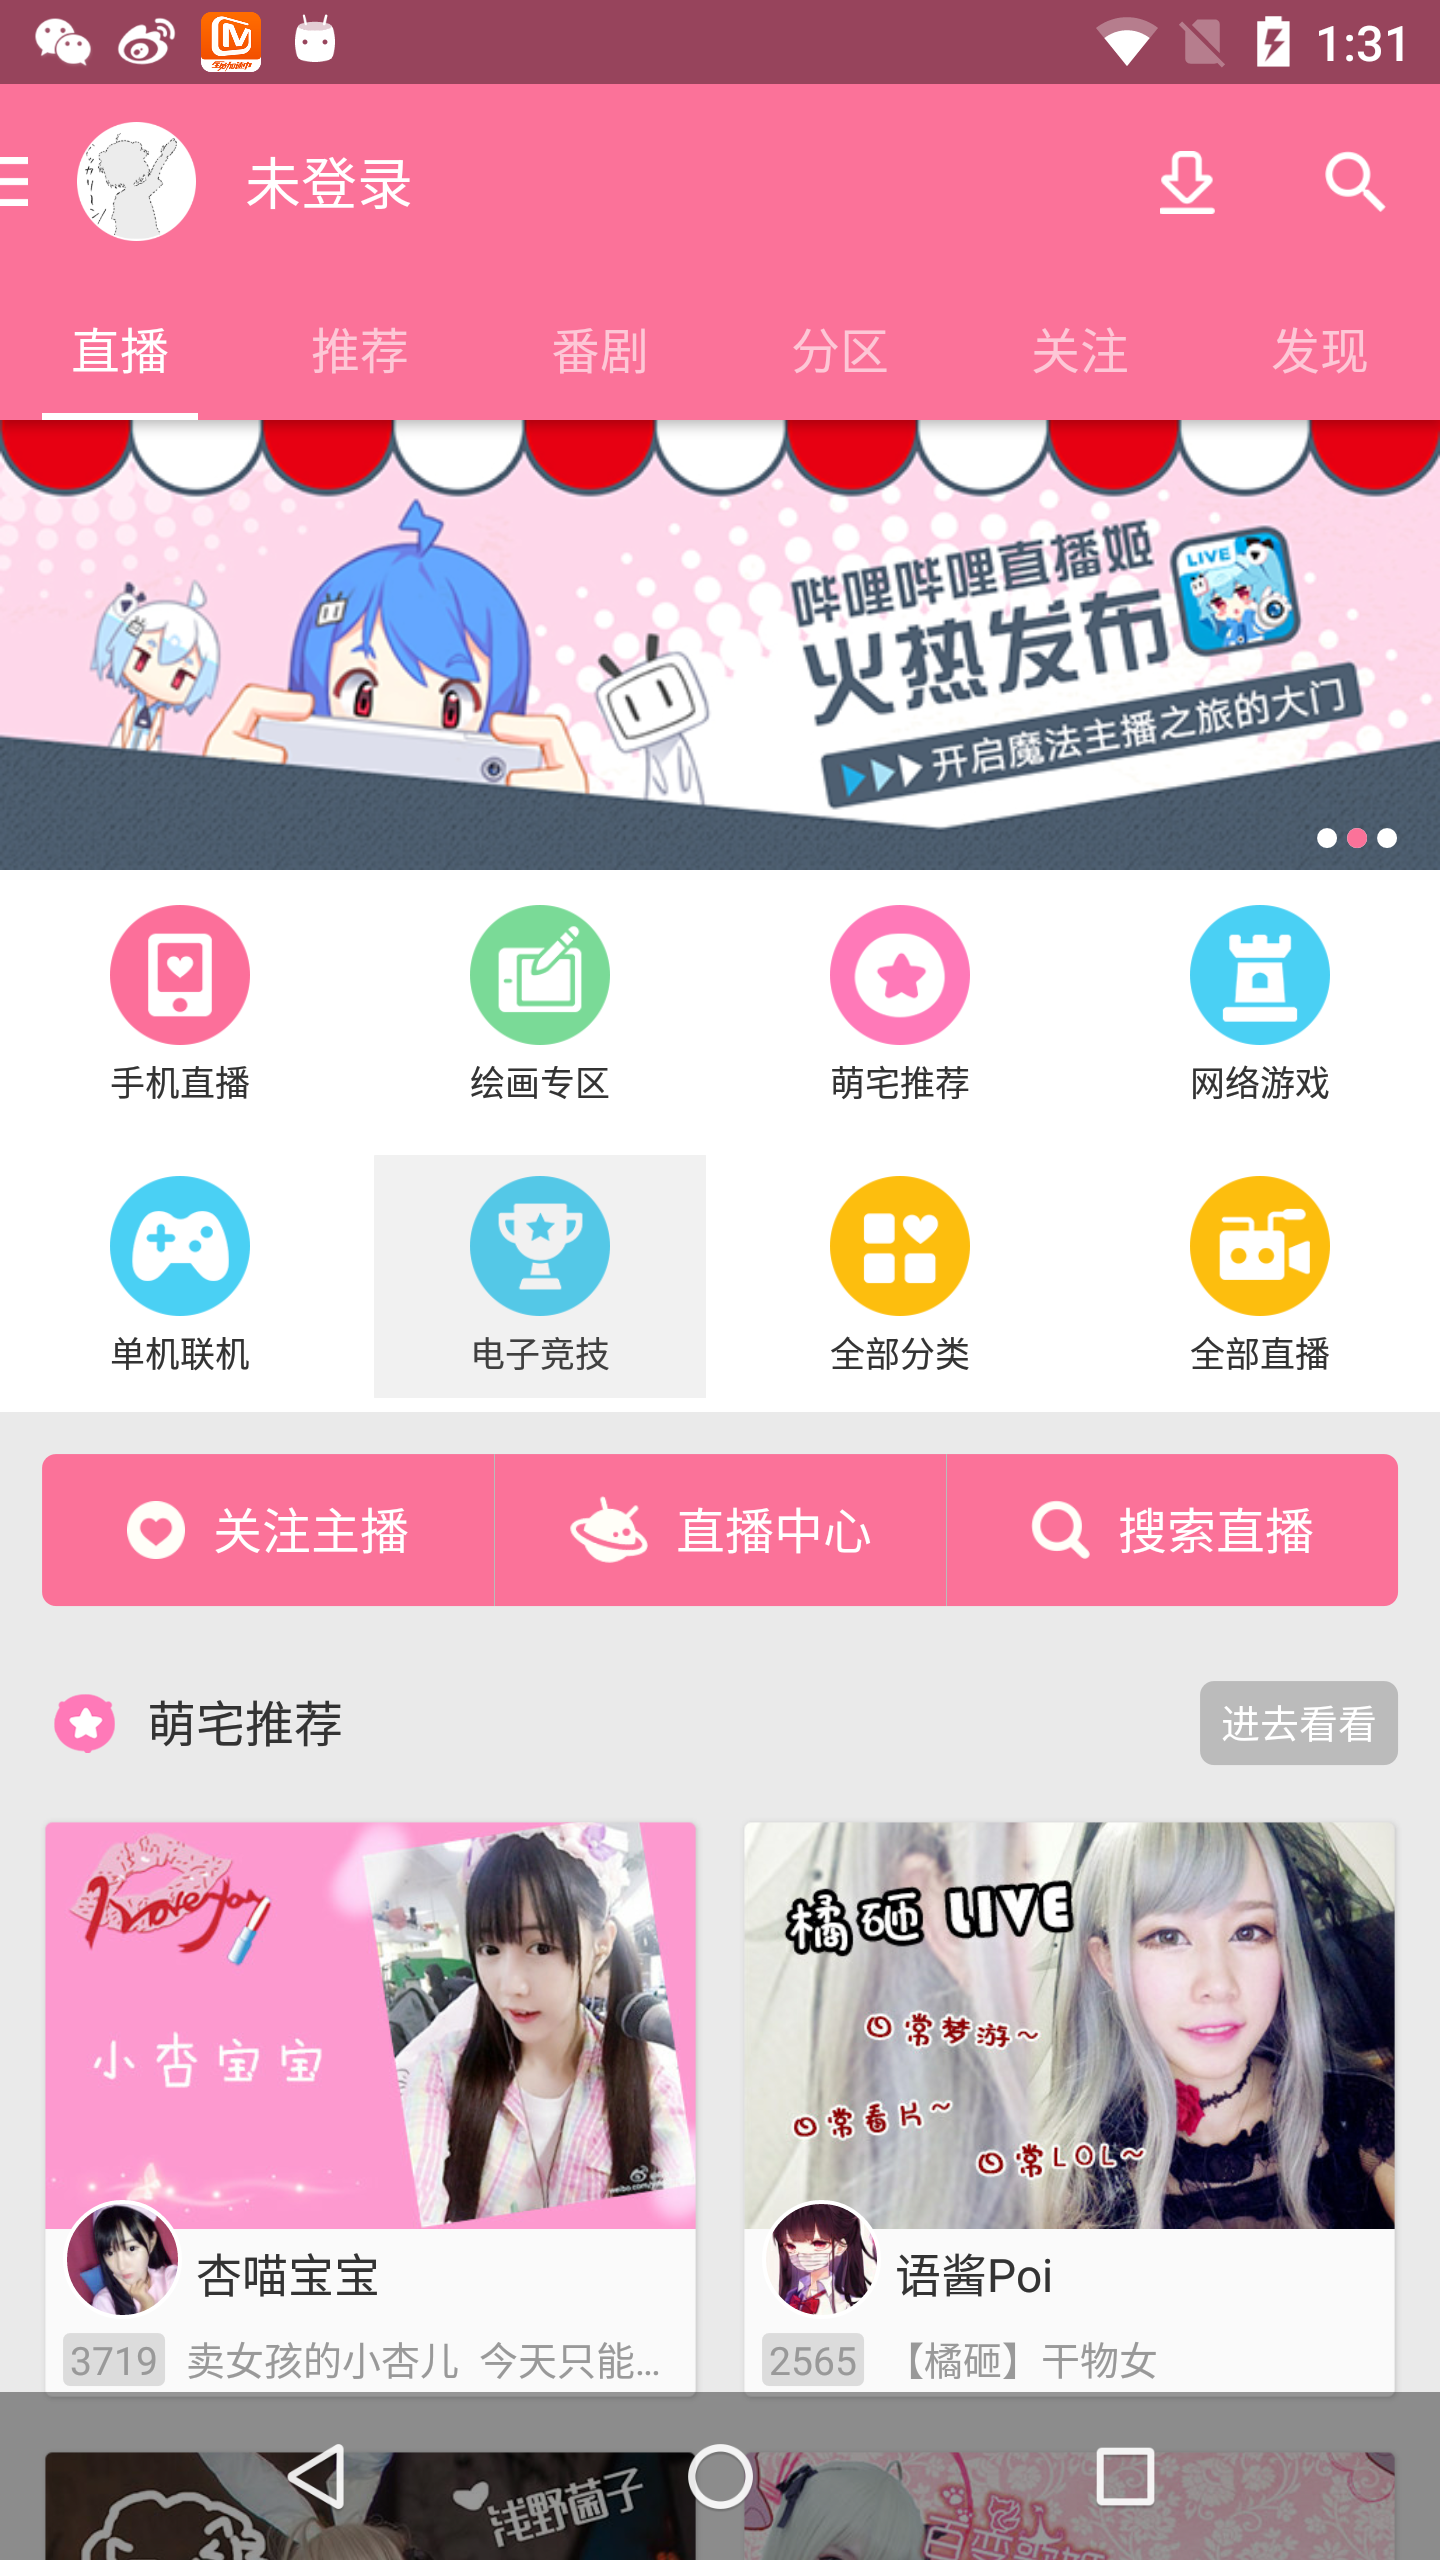 1:31
未登录
直播 推荐 番剧 分区 关注 发现
哔哩哔哩直播姬
LIVE
火热发布
开启魔法主播之旅的大门
手机直播 绘画专区 萌宅推荐 网络游戏
单机联机 电子竞技 全部分类 全部直播
关注主播 直播中心 搜索直播
萌宅推荐 进去看看
I love you
小杏宝宝
橘砸 LIVE
日常梦游~
日常看片~
日常LOL~
杏喵宝宝
3719 卖女孩的小杏儿 今天只能...
语酱Poi
2565 【橘砸】干物女
浅野菌子